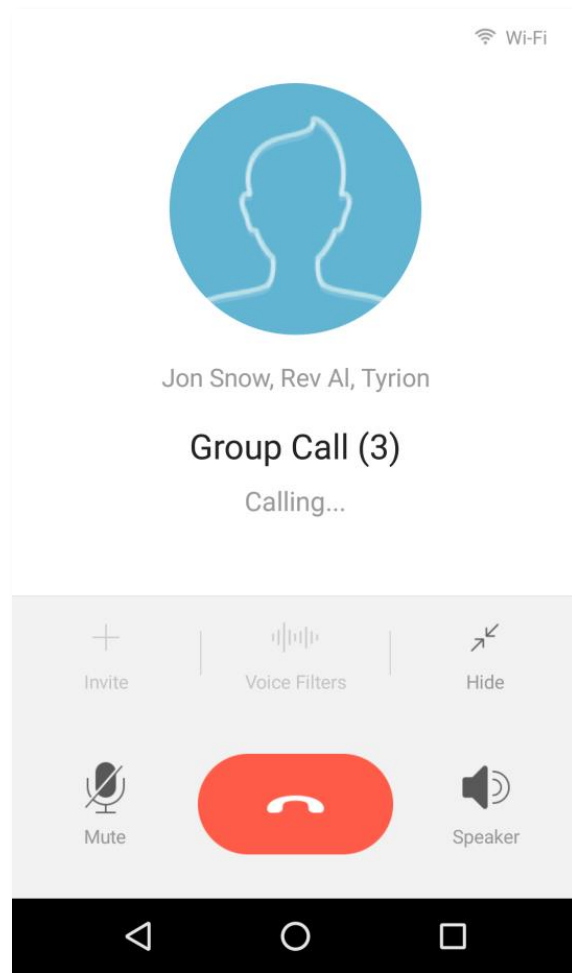 Wi-Fi
Jon Snow, Rev Al, Tyrion
Group Call (3)
Calling...
Invite
Voice Filters
Hide
Mute
Speaker